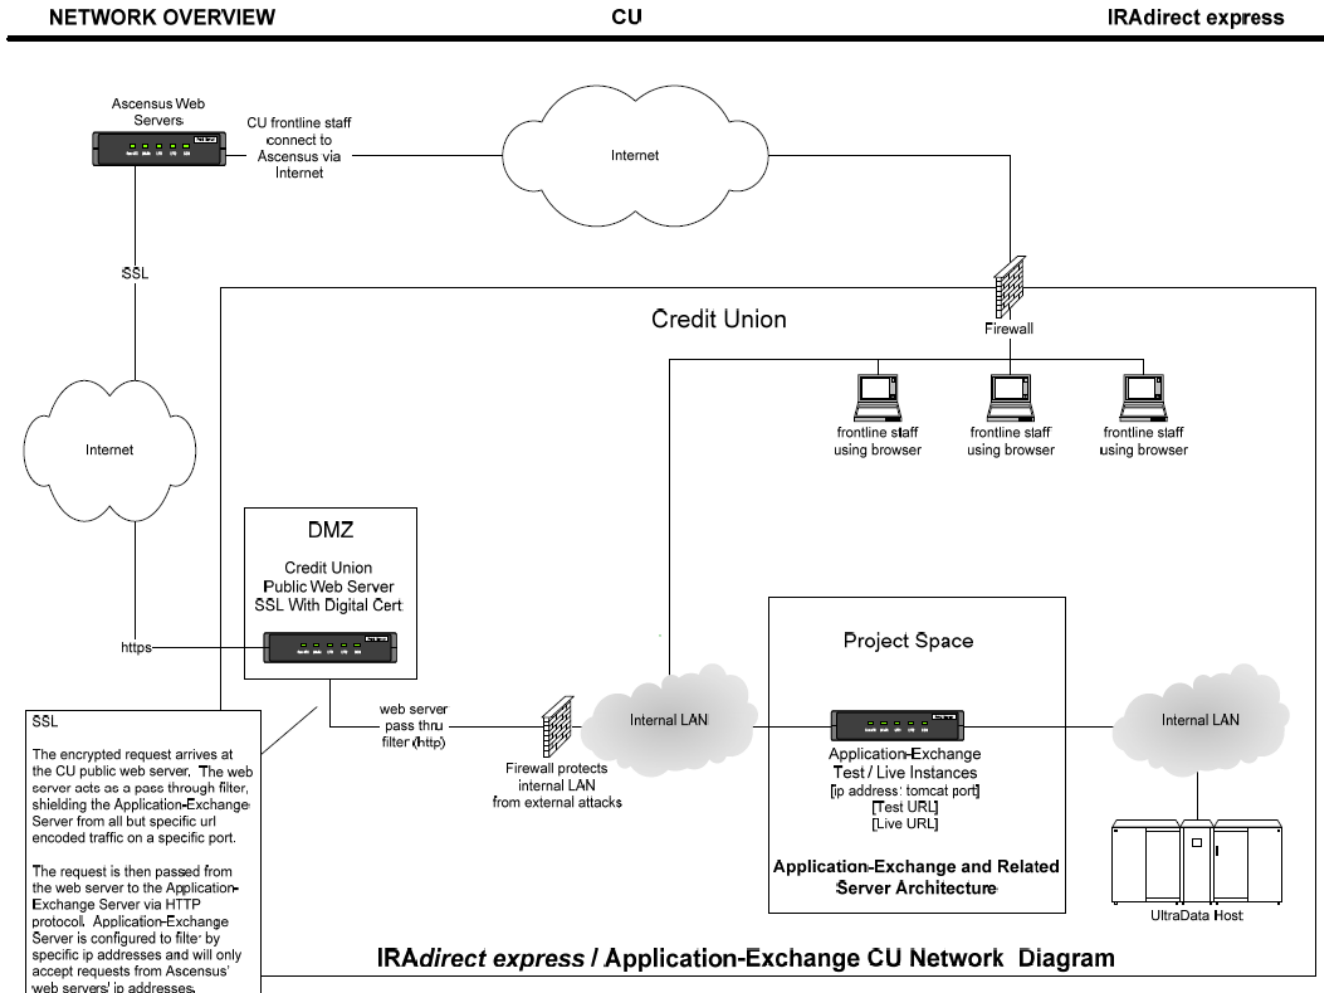 NETWORK OVERVIEW
CU
IRAdirect express
Ascensus Web
Servers
CU frontline staff
connect to
Ascensus via
Internet
Internet
SSL
Credit Union
Firewall
frontline staff
using browser
frontline staff
using browser
frontline staff
using browser
Internet
DMZ
Credit Union
Public Web Server
SSL With Digital Cert
https
web server
pass thru
filter (http)
Firewall protects
internal LAN
from external attacks
Internal LAN
Project Space
Application-Exchange
Test / Live Instances
[ip address: tomcat port]
[Test URL]
[Live URL]
Application-Exchange and Related
Server Architecture
Internal LAN
UltraData Host
SSL
The encrypted request arrives at
the CU public web server. The web
server acts as a pass through filter,
shielding the Application-Exchange
Server from all but specific url
encoded traffic on a specific port.
The request is then passed from
the web server to the Application-
Exchange Server via HTTP
protocol. Application-Exchange
Server is configured to filter by
specific ip addresses and will only
accept requests from Ascensus'
web servers' ip addresses.
IRAdirect express / Application-Exchange CU Network Diagram